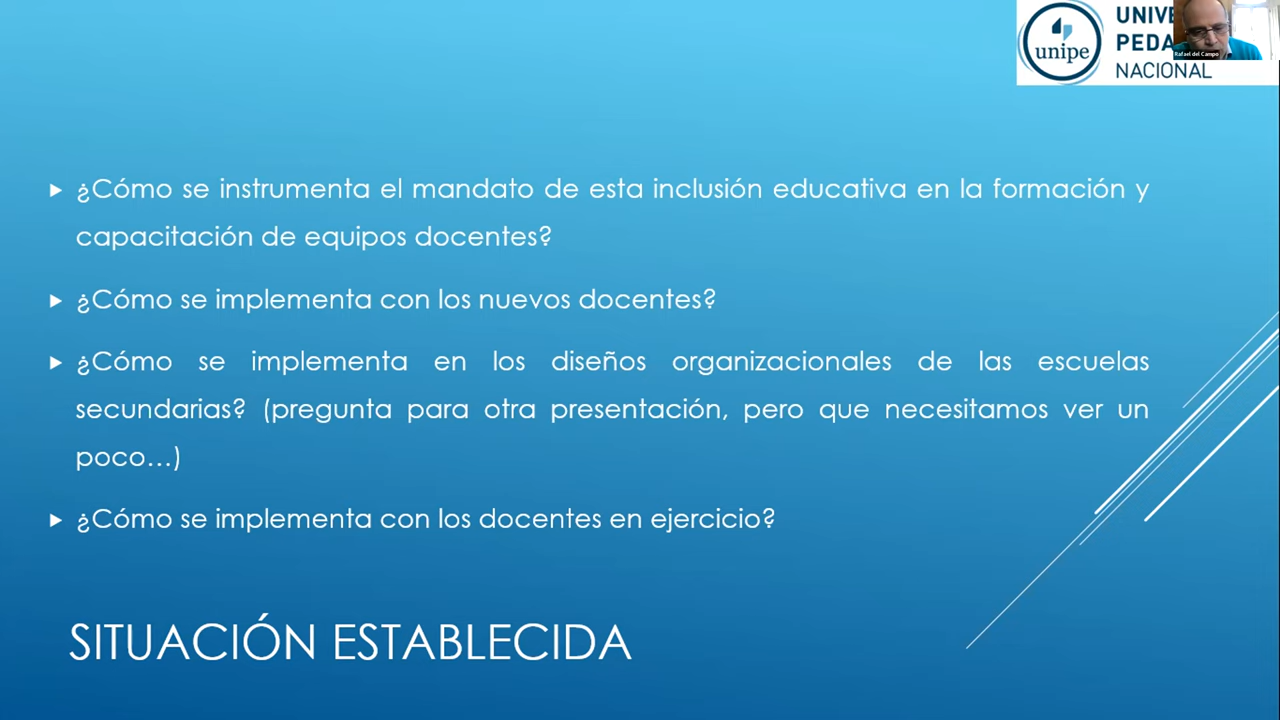 unipe
UNIVE
PEDA
NACIONAL
Rafael del Campo
¿Cómo se instrumenta el mandato de esta inclusión educativa en la formación y
capacitación de equipos docentes?
¿Cómo se implementa con los nuevos docentes?
¿Cómo se implementa en los diseños organizacionales de las escuelas
secundarias? (pregunta para otra presentación, pero que necesitamos ver un
poco...)
¿Cómo se implementa con los docentes en ejercicio?
SITUACIÓN ESTABLECIDA